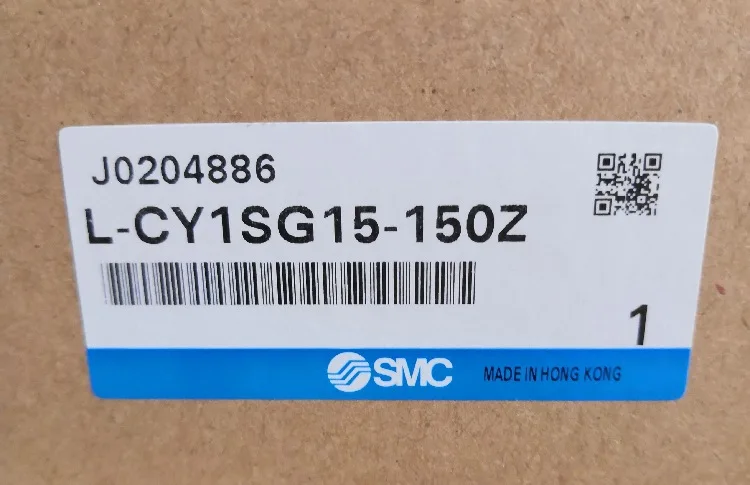 J0204886
L-CY1SG15-150Z
1
SMC MADE IN HONG KONG